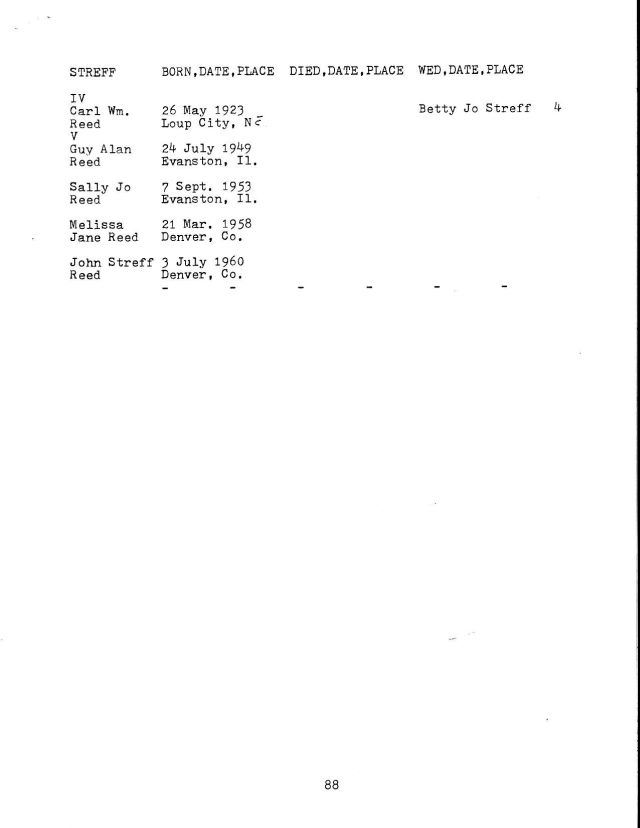 STREFF BORN,DATE,PLACE DIED,DATE,PLACE WED,DATE,PLACE
IV
Carl Wm. 26 May 1923 Betty Jo Streff 4
Reed Loup City, NE
V
Guy Alan 24 July 1949
Reed Evanston, Il.
Sally Jo 7 Sept. 1953
Reed Evanston, Il.
Melissa 21 Mar. 1958
Jane Reed Denver, Co.
John Streff 3 July 1960
Reed Denver, Co.
- - - - - -
88